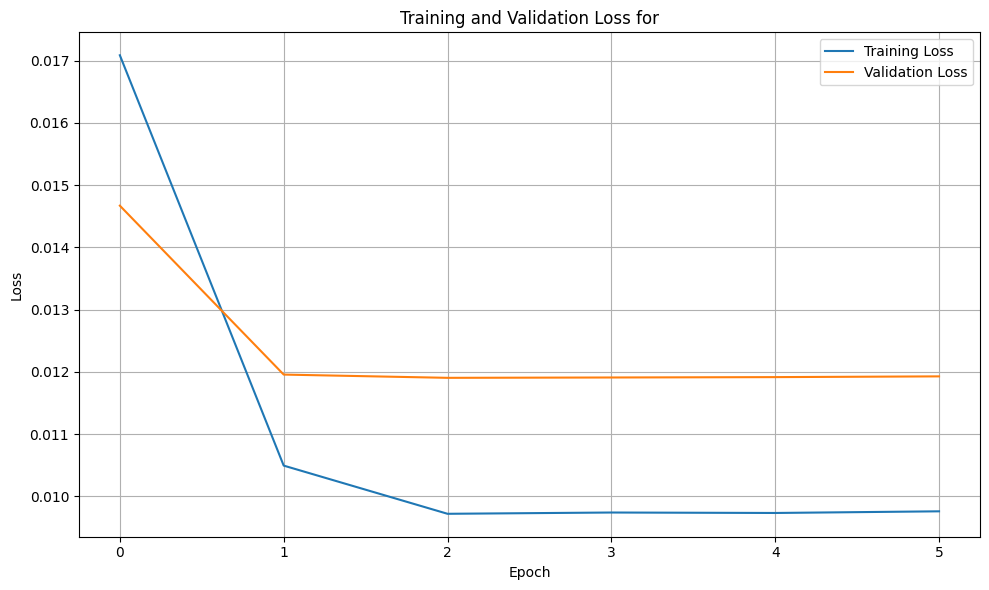 Training and Validation Loss for
Training Loss
Validation Loss
0.017
0.016
0.015
0.014
0.013
0.012
0.011
0.010
Loss
0 1 2 3 4 5
Epoch